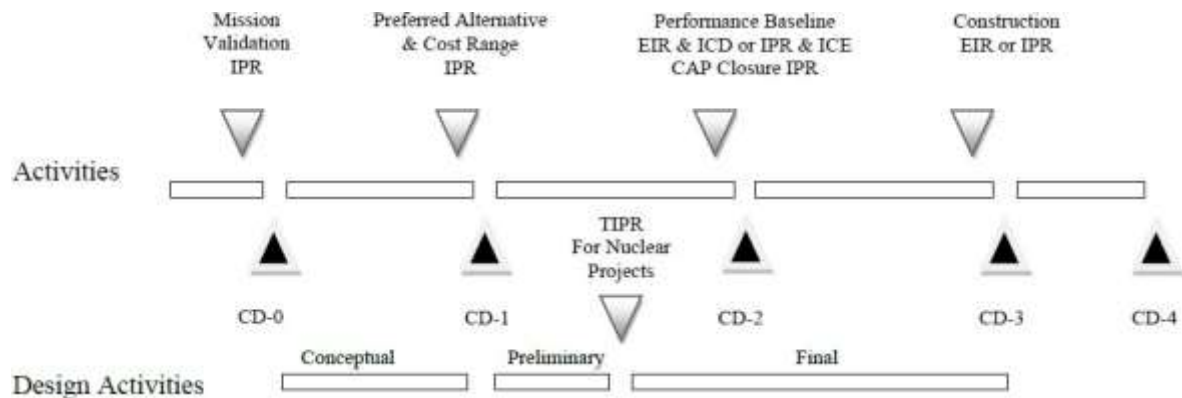 Mission
Validation
IPR
Preferred Alternative
& Cost Range
IPR
Performance Baseline
EIR & ICD or IPR & ICE
CAP Closure IPR
Construction
EIR or IPR
Activities
TIPR
For Nuclear
Projects
CD-0
CD-1
CD-2
CD-3
CD-4
Conceptual
Preliminary
Final
Design Activities